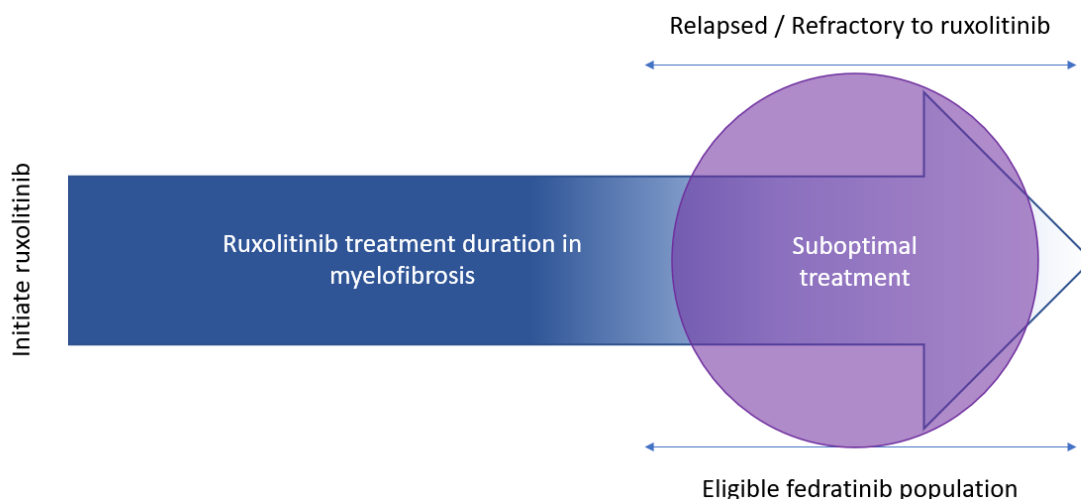 Relapsed / Refractory to ruxolitinib
Initiate ruxolitinib
Ruxolitinib treatment duration in
myelofibrosis
Suboptimal
treatment
Eligible fedratinib population